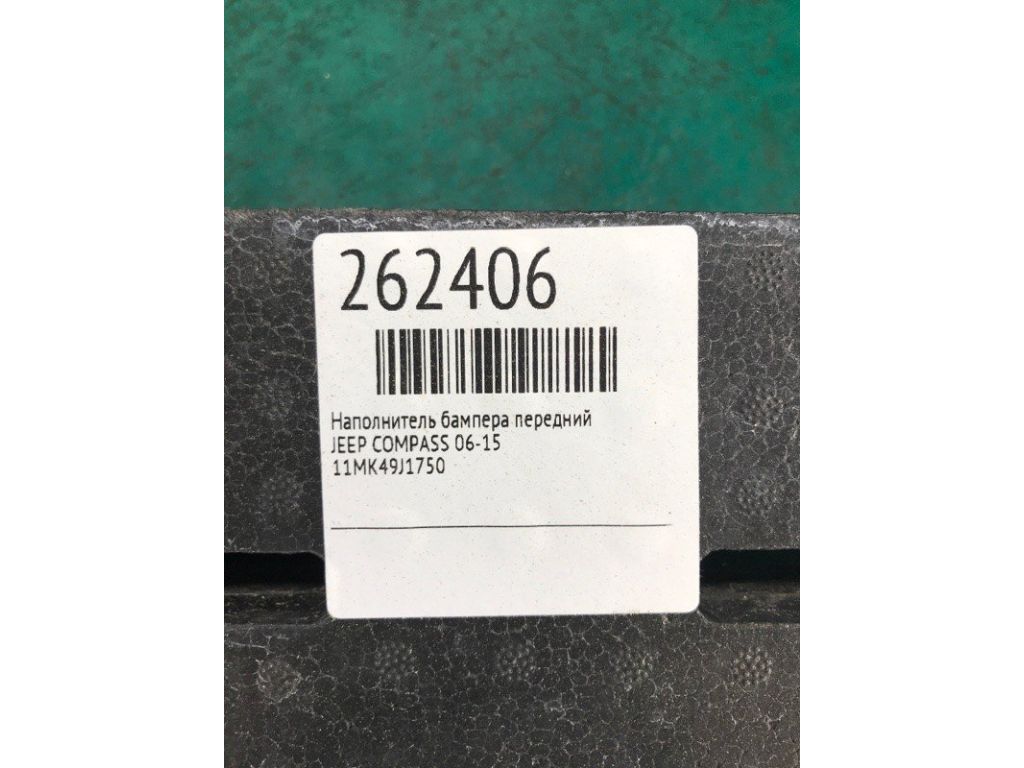 262406
Наполнитель бампера передний
JEEP COMPASS 06-15
11MK49J1750